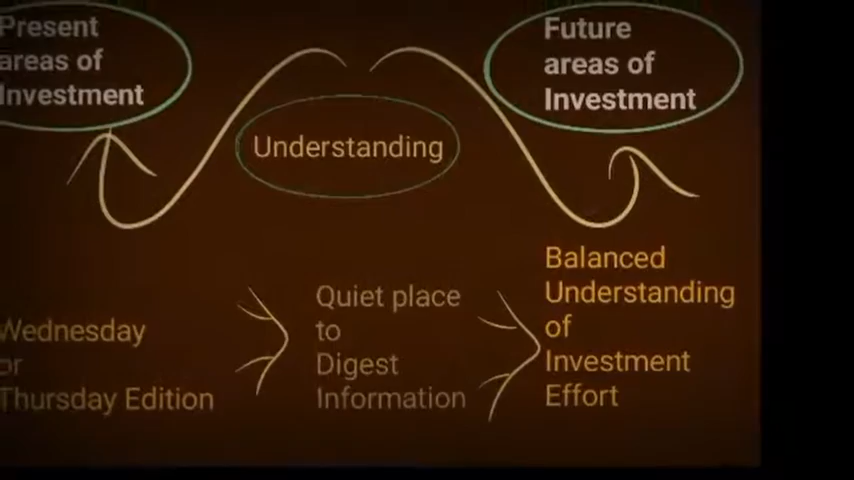 Present
areas of
Investment
Future
areas of
Investment
Understanding
Wednesday
or
Thursday Edition
Quiet place
to
Digest
Information
Balanced
Understanding
of
Investment
Effort